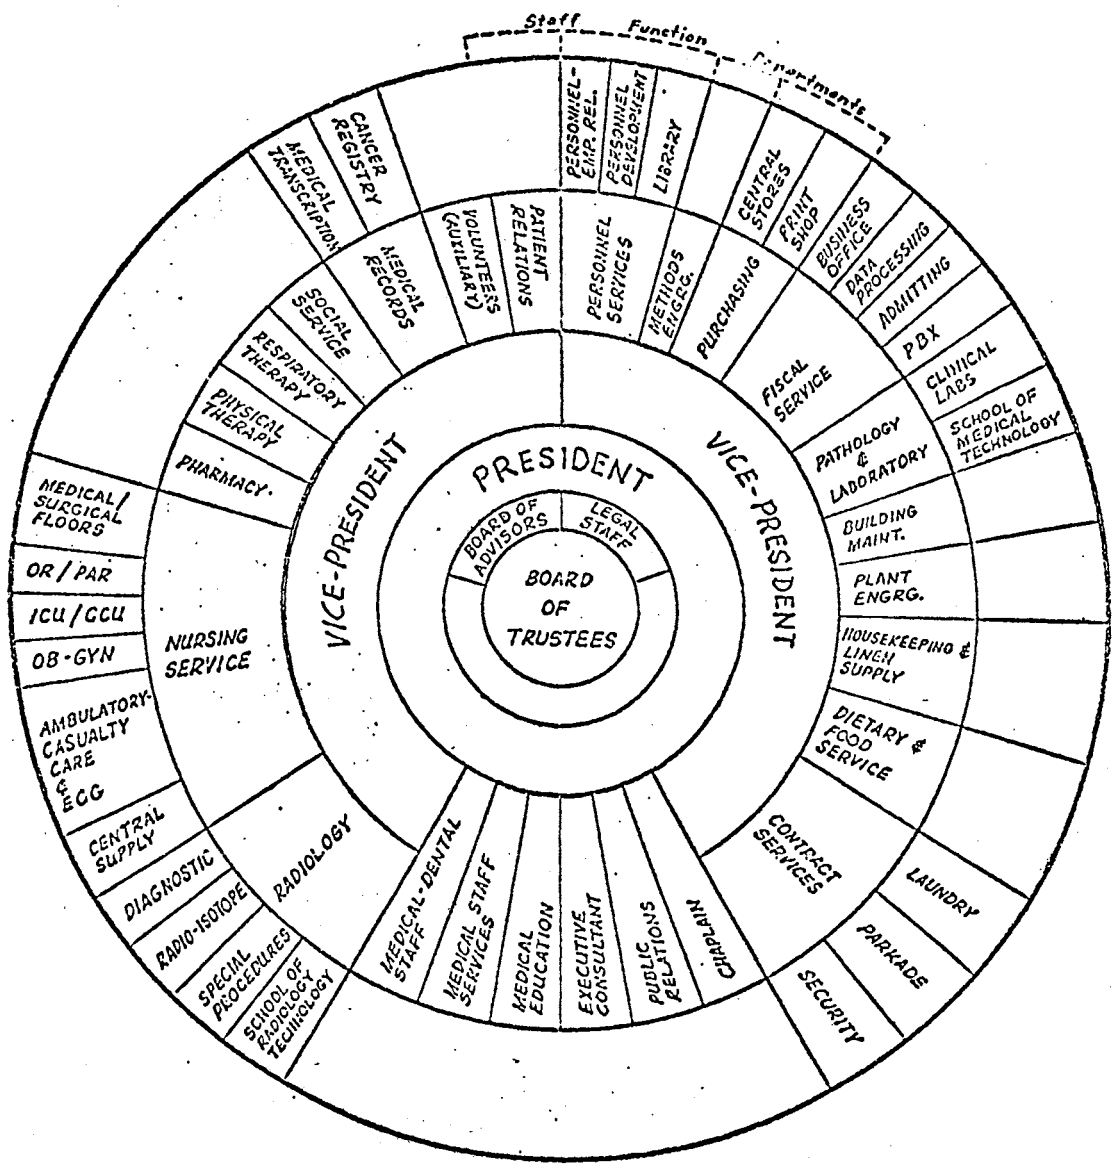 Staff
Function
Departments
PERSONNEL-
EMP. REL.
PERSONNEL
DEVELOPMENT
LIBRARY
CENTRAL
STORES
PRINT
SHOP
BUSINESS
OFFICE
DATA
PROCESSING
ADMITTING
PBX
CLINICAL
LABS
SCHOOL OF
MEDICAL
TECHNOLOGY
LAUNDRY
PARKADE
SECURITY
SCHOOL OF
RADIOLOGY
TECHNOLOGY
SPECIAL
PROCEDURES
RADIO-ISOTOPE
DIAGNOSTIC
CENTRAL
SUPPLY
AMBULATORY-
CASUALTY
CARE
&
ECG
OB-GYN
ICU/CCU
OR/PAR
MEDICAL/
SURGICAL
FLOORS
MEDICAL
TRANSCRIPTION
CANCER
REGISTRY
VOLUNTEERS
(AUXILIARY)
PATIENT
RELATIONS
PERSONNEL
SERVICES
METHODS
ENGRG.
PURCHASING
FISCAL
SERVICE
PATHOLOGY
&
LABORATORY
BUILDING
MAINT.
PLANT
ENGRG.
HOUSEKEEPING &
LINEN
SUPPLY
DIETARY &
FOOD
SERVICE
CONTRACT
SERVICES
CHAPLAIN
PUBLIC
RELATIONS
EXECUTIVE
CONSULTANT
MEDICAL
EDUCATION
MEDICAL STAFF
SERVICES
MEDICAL-DENTAL
STAFF
RADIOLOGY
NURSING
SERVICE
PHARMACY.
PHYSICAL
THERAPY
RESPIRATORY
THERAPY
SOCIAL
SERVICE
MEDICAL
RECORDS
VICE-PRESIDENT
VICE-PRESIDENT
PRESIDENT
BOARD OF
ADVISORS
LEGAL
STAFF
BOARD
OF
TRUSTEES